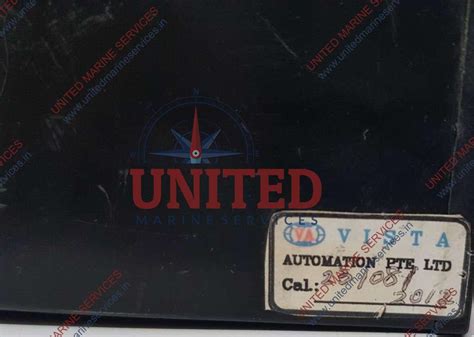 UNITED MARINE SERVICES
www.unitedmarineservices.in
UNITED
MARINE SERVICES
VA VISTA
AUTOMATION PTE LTD
Cal:
2012